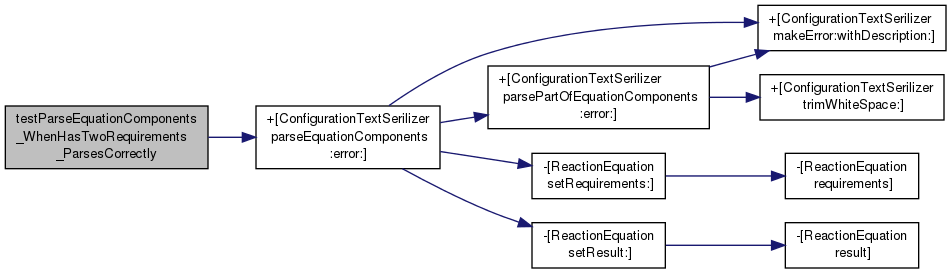 testParseEquationComponents
_WhenHasTwoRequirements
_ParsesCorrectly
+[ConfigurationTextSerilizer
parseEquationComponents
:error:]
+[ConfigurationTextSerilizer
makeError:withDescription:]
+[ConfigurationTextSerilizer
parsePartOfEquationComponents
:error:]
+[ConfigurationTextSerilizer
trimWhiteSpace:]
-[ReactionEquation
setRequirements:]
-[ReactionEquation
requirements]
-[ReactionEquation
setResult:]
-[ReactionEquation
result]